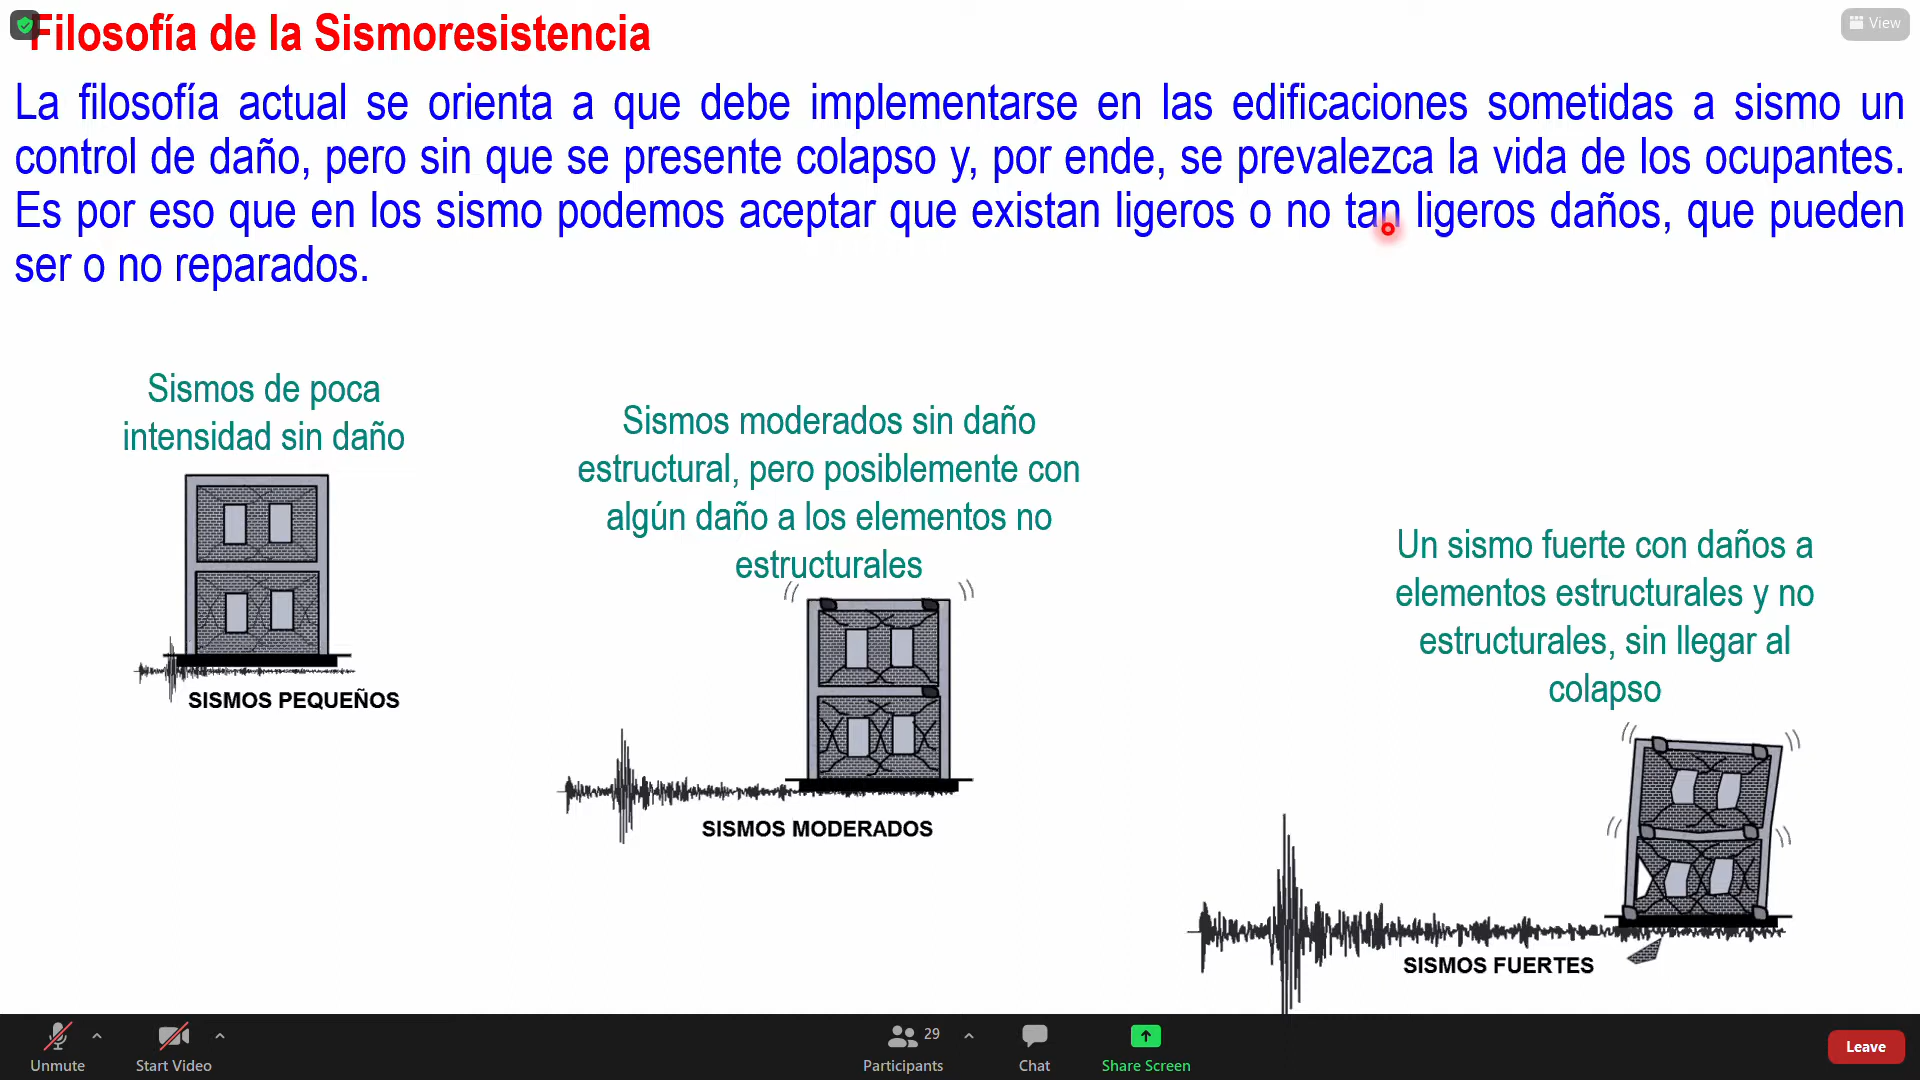 Filosofía de la Sismoresistencia
View
La filosofía actual se orienta a que debe implementarse en las edificaciones sometidas a sismo un
control de daño, pero sin que se presente colapso y, por ende, se prevalezca la vida de los ocupantes.
Es por eso que en los sismo podemos aceptar que existan ligeros o no tan ligeros daños, que pueden
ser o no reparados.
Sismos de poca
intensidad sin daño
SISMOS PEQUEÑOS
Sismos moderados sin daño
estructural, pero posiblemente con
algún daño a los elementos no
estructurales
SISMOS MODERADOS
Un sismo fuerte con daños a
elementos estructurales y no
estructurales, sin llegar al
colapso
SISMOS FUERTES
Unmute
Start Video
29
Participants
Chat
Share Screen
Leave